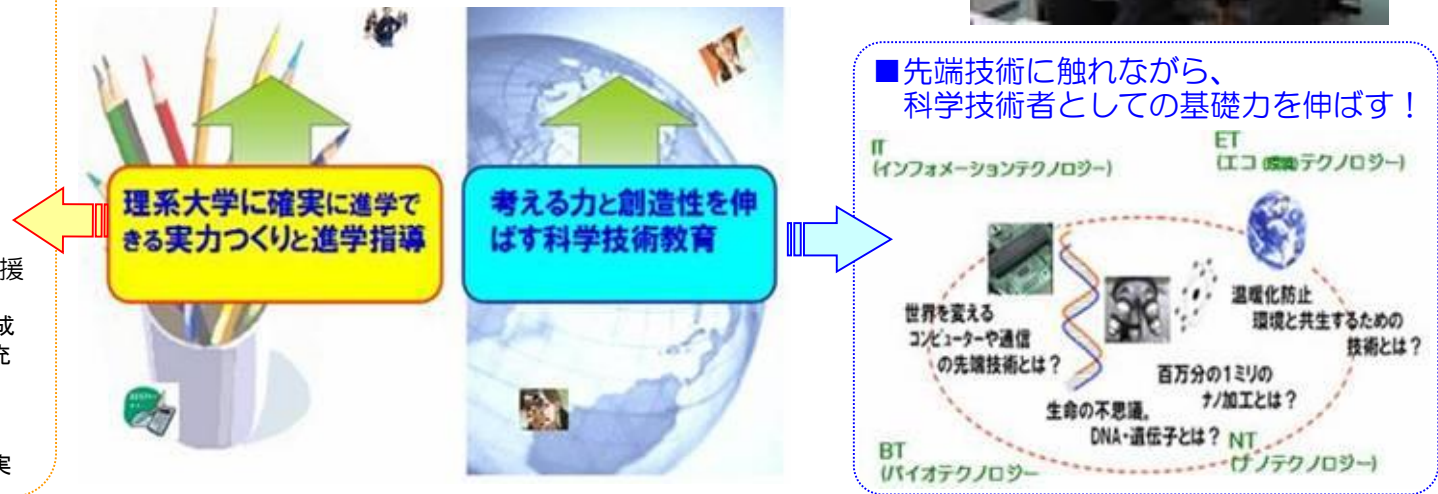 援
成
充
実
理系大学に確実に進学で
きる実力つくりと進学指導
考える力と創造性を伸
ばす科学技術教育
■先端技術に触れながら、
科学技術者としての基礎力を伸ばす！
IT
(インフォメーションテクノロジー)
ET
(エコ(環境)テクノロジー)
世界を変える
コンピューターや通信
の先端技術とは？
温暖化防止
環境と共生するための
技術とは？
百万分の1ミリの
ナノ加工とは？
生命の不思議。
DNA・遺伝子とは？
BT
(バイオテクノロジー
NT
(ナノテクノロジー)